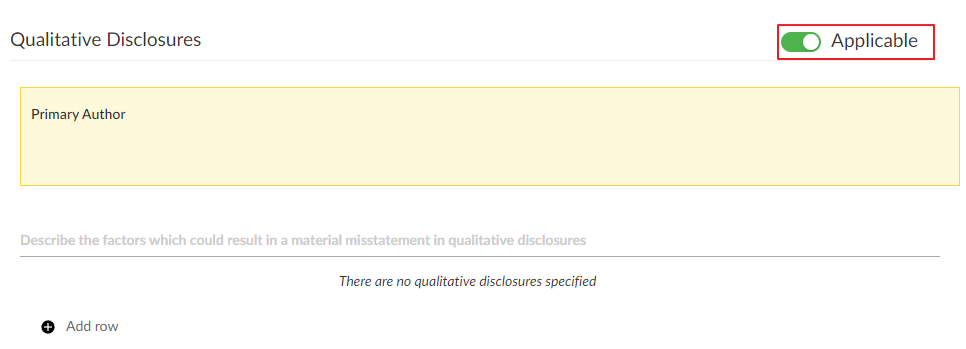 Qualitative Disclosures
Applicable
Primary Author
Describe the factors which could result in a material misstatement in qualitative disclosures
There are no qualitative disclosures specified
Add row